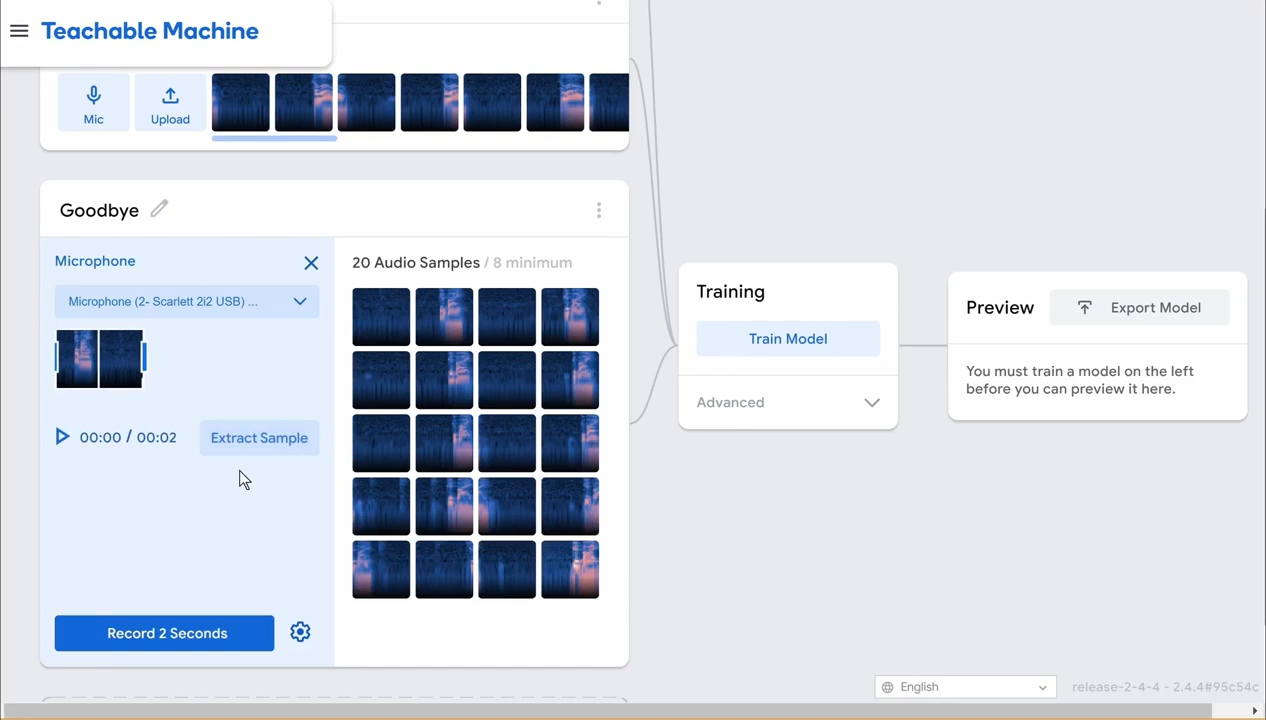 Teachable Machine
Mic
Upload
Goodbye
Microphone
20 Audio Samples / 8 minimum
Microphone (2- Scarlett 2i2 USB) ...
00:00 / 00:02
Extract Sample
Record 2 Seconds
Training
Train Model
Advanced
Preview
Export Model
You must train a model on the left
before you can preview it here.
English
release-2-4-4 - 2.4.4#95c54c